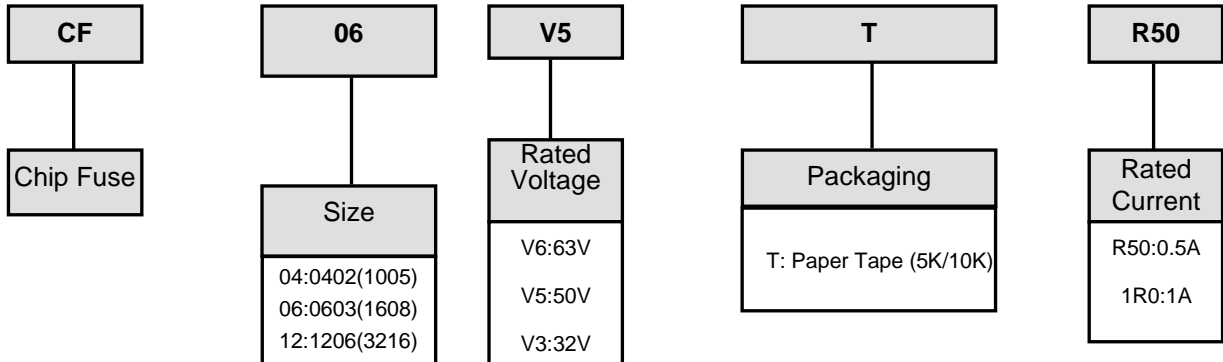 CF
06
V5
T
R50
Chip Fuse
Size
04:0402(1005)
06:0603(1608)
12:1206(3216)
Rated
Voltage
V6:63V
V5:50V
V3:32V
Packaging
T: Paper Tape (5K/10K)
Rated
Current
R50:0.5A
1R0:1A